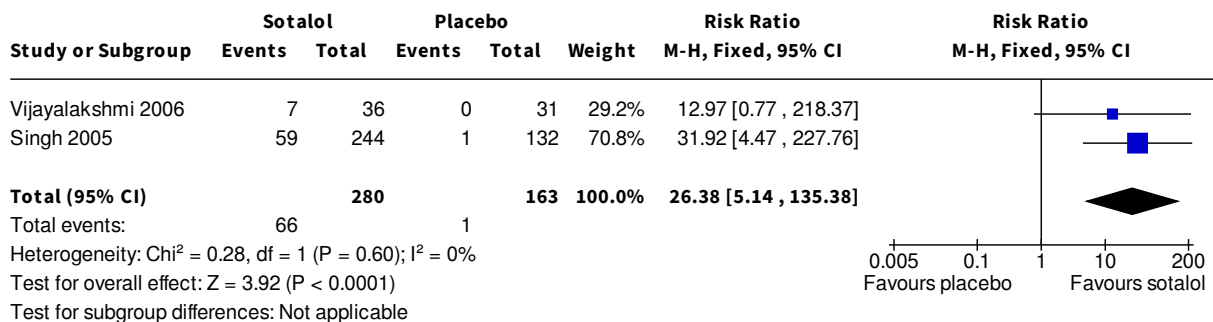 Sotalol Placebo Risk Ratio Risk Ratio
Study or Subgroup Events Total Events Total Weight M-H, Fixed, 95% CI M-H, Fixed, 95% CI
Vijayalakshmi 2006 7 36 0 31 29.2% 12.97 [0.77 , 218.37]
Singh 2005 59 244 1 132 70.8% 31.92 [4.47 , 227.76]
Total (95% CI) 280 163 100.0% 26.38 [5.14 , 135.38]
Total events: 66 1
Heterogeneity: Chi² = 0.28, df = 1 (P = 0.60); I² = 0%
0.005 0.1 1 10 200
Test for overall effect: Z = 3.92 (P < 0.0001)
Favours placebo Favours sotalol
Test for subgroup differences: Not applicable